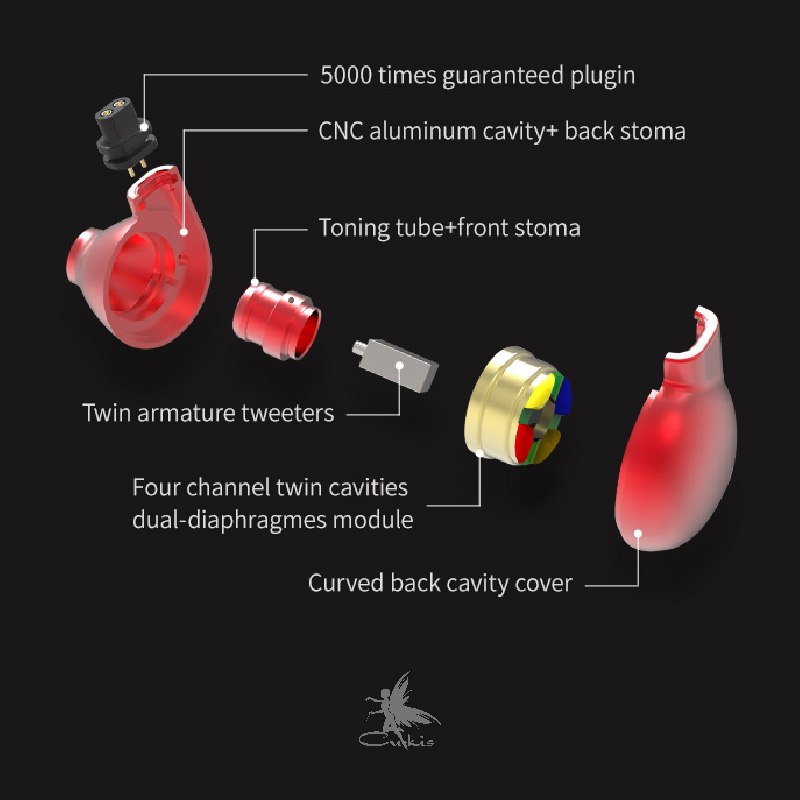 5000 times guaranteed plugin
CNC aluminum cavity+ back stoma
Toning tube+front stoma
Twin armature tweeters
Four channel twin cavities
dual-diaphragmes module
Curved back cavity cover